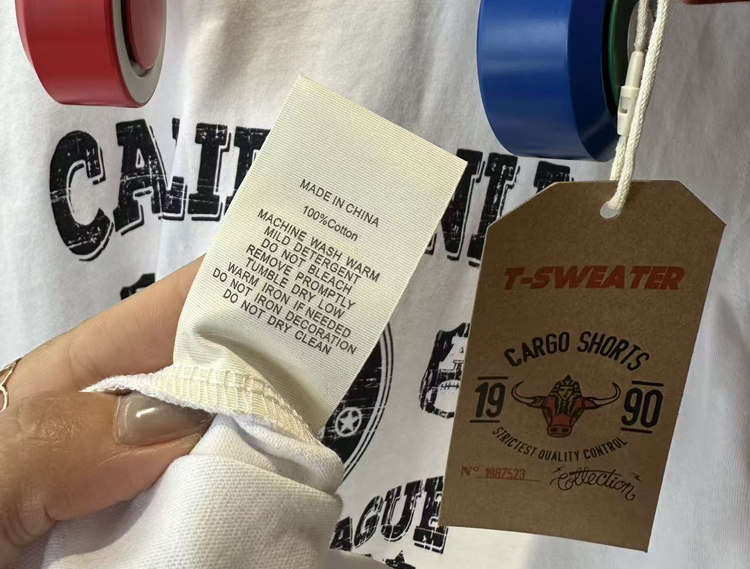 CALIF
MADE IN CHINA
100%Cotton
MACHINE WASH WARM
MILD DETERGENT
DO NOT BLEACH
REMOVE PROMPTLY
TUMBLE DRY LOW
WARM IRON IF NEEDED
DO NOT IRON DECORATION
DO NOT DRY CLEAN
T-SWEATER
CARGO SHORTS
19 90
STRICTEST QUALITY CONTROL
Nº 1987523
Collection
AGUE